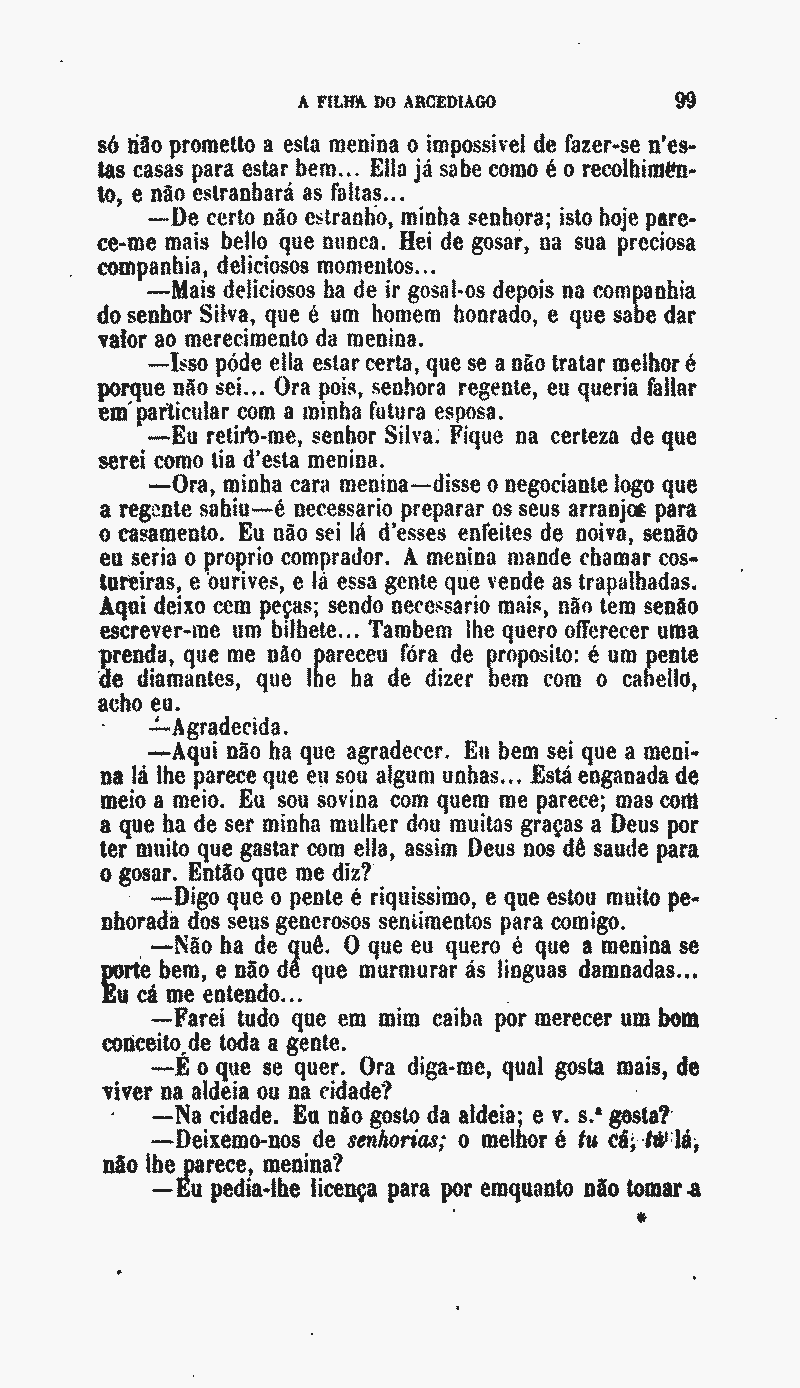 A FILHA DO ARCEDIAGO 99
só não prometto a esta menina o impossivel de fazer-se n'es-
tas casas para estar bem... Ella já sabe como é o recolhimen-
to, e não estranhará as faltas...
—De certo não estranho, minha senhora; isto hoje pare-
ce-me mais bello que nunca. Hei de gosar, na sua preciosa
companhia, deliciosos momentos...
—Mais deliciosos ha de ir gosal-os depois na companhia
do senhor Silva, que é um homem honrado, e que sabe dar
valor ao merecimento da menina.
—Isso póde ella estar certa, que se a não tratar melhor é
porque não sei... Ora pois, senhora regente, eu queria fallar
em particular com a minha futura esposa.
—Eu retiro-me, senhor Silva. Fique na certeza de que
serei como tia d'esta menina.
—Ora, minha cara menina—disse o negociante logo que
a regente sahiu—é necessario preparar os seus arranjos para
o casamento. Eu não sei lá d'esses enfeites de noiva, senão
eu seria o proprio comprador. A menina mande chamar cos-
tureiras, e ourives, e lá essa gente que vende as trapalhadas.
Aqui deixo cem peças; sendo necessario mais, não tem senão
escrever-me um bilhete... Tambem lhe quero offerecer uma
prenda, que me não pareceu fóra de proposito: é um pente
de diamantes, que lhe ha de dizer bem com o cabello,
acho eu.
—Agradecida.
—Aqui não ha que agradecer. Eu bem sei que a meni-
na lá lhe parece que eu sou algum unhas... Está enganada de
meio a meio. Eu sou sovina com quem me parece; mas com
a que ha de ser minha mulher dou muitas graças a Deus por
ter muito que gastar com ella, assim Deus nos dê saude para
o gosar. Então que me diz?
—Digo que o pente é riquissimo, e que estou muito pe-
nhorada dos seus generosos sentimentos para comigo.
—Não ha de quê. O que eu quero é que a menina se
porte bem, e não dê que murmurar ás linguas damnadas...
Eu cá me entendo...
—Farei tudo que em mim caiba por merecer um bom
conceito de toda a gente.
—É o que se quer. Ora diga-me, qual gosta mais, de
viver na aldeia ou na cidade?
—Na cidade. Eu não gosto da aldeia; e v. s.ª gosta?
—Deixemo-nos de senhorias; o melhor é tu cá, tu lá,
não lhe parece, menina?
—Eu pedia-lhe licença para por emquanto não tomar a
*